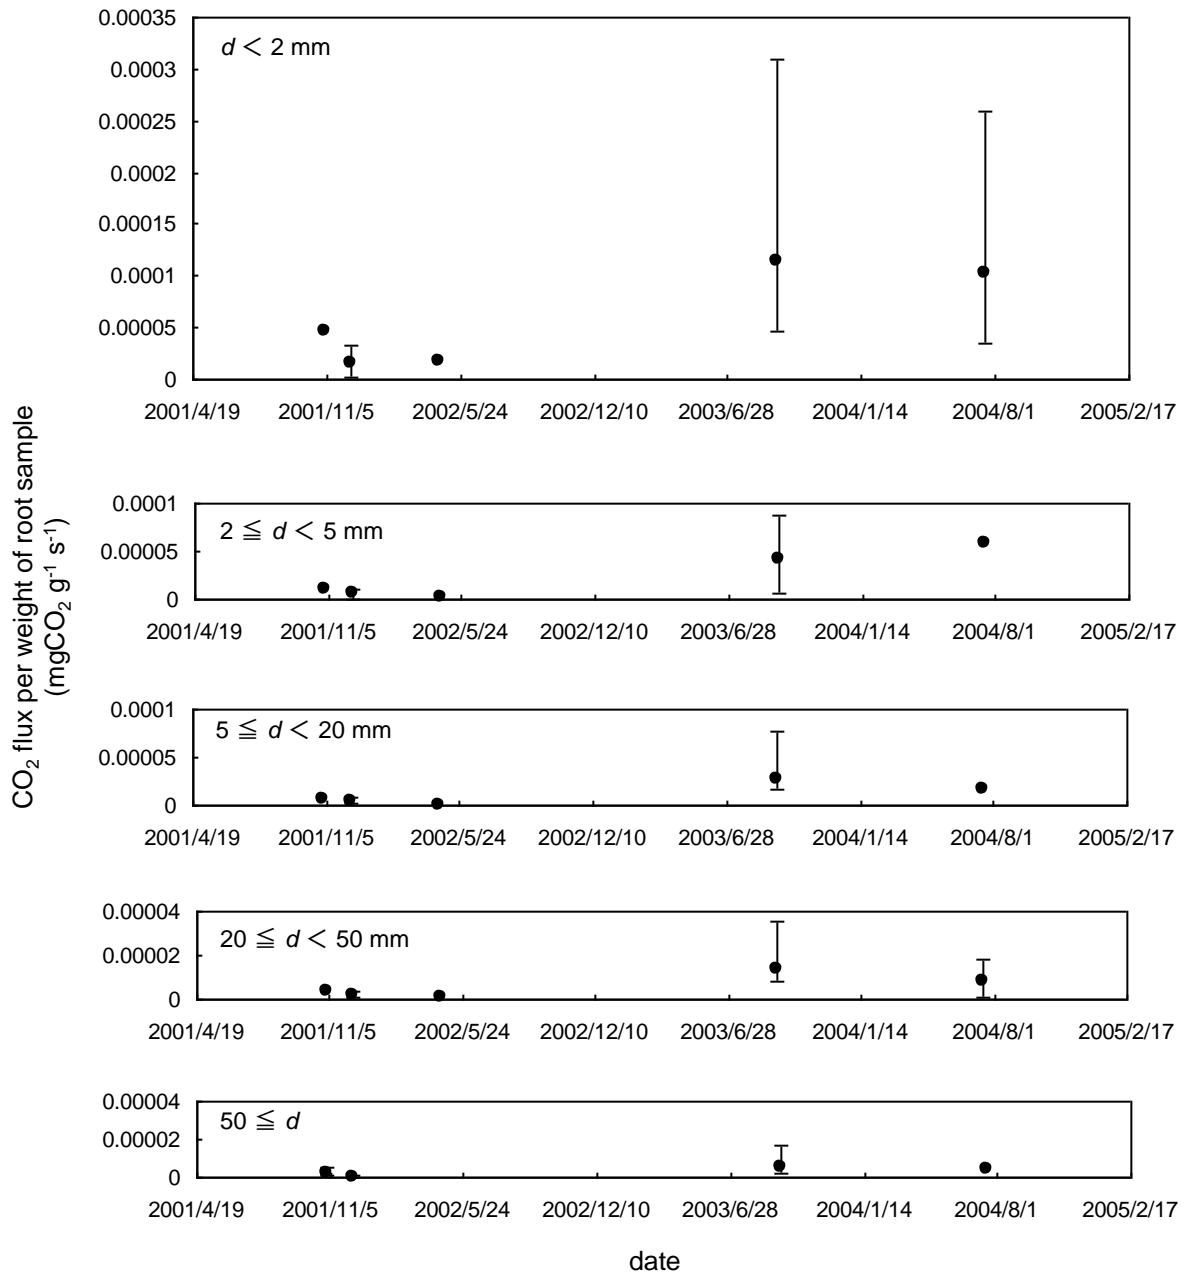 0.00035
d < 2 mm
0.0003
0.00025
0.0002
0.00015
0.0001
0.00005
0
2001/4/19 2001/11/5 2002/5/24 2002/12/10 2003/6/28 2004/1/14 2004/8/1 2005/2/17
CO₂ flux per weight of root sample
(mgCO₂ g⁻¹ s⁻¹)
0.0001
2 ≦ d < 5 mm
0.00005
0
2001/4/19 2001/11/5 2002/5/24 2002/12/10 2003/6/28 2004/1/14 2004/8/1 2005/2/17
0.0001
5 ≦ d < 20 mm
0.00005
0
2001/4/19 2001/11/5 2002/5/24 2002/12/10 2003/6/28 2004/1/14 2004/8/1 2005/2/17
0.00004
20 ≦ d < 50 mm
0.00002
0
2001/4/19 2001/11/5 2002/5/24 2002/12/10 2003/6/28 2004/1/14 2004/8/1 2005/2/17
0.00004
50 ≦ d
0.00002
0
2001/4/19 2001/11/5 2002/5/24 2002/12/10 2003/6/28 2004/1/14 2004/8/1 2005/2/17
date